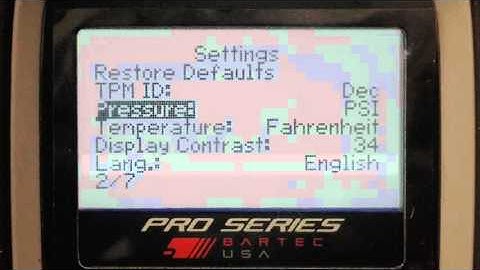 Settings
Restore Defaults
TPM ID: Dec
Pressure: PSI
Temperature: Fahrenheit
Display Contrast: 34
Lang.: English
2/7
PRO SERIES
BARTEC
USA